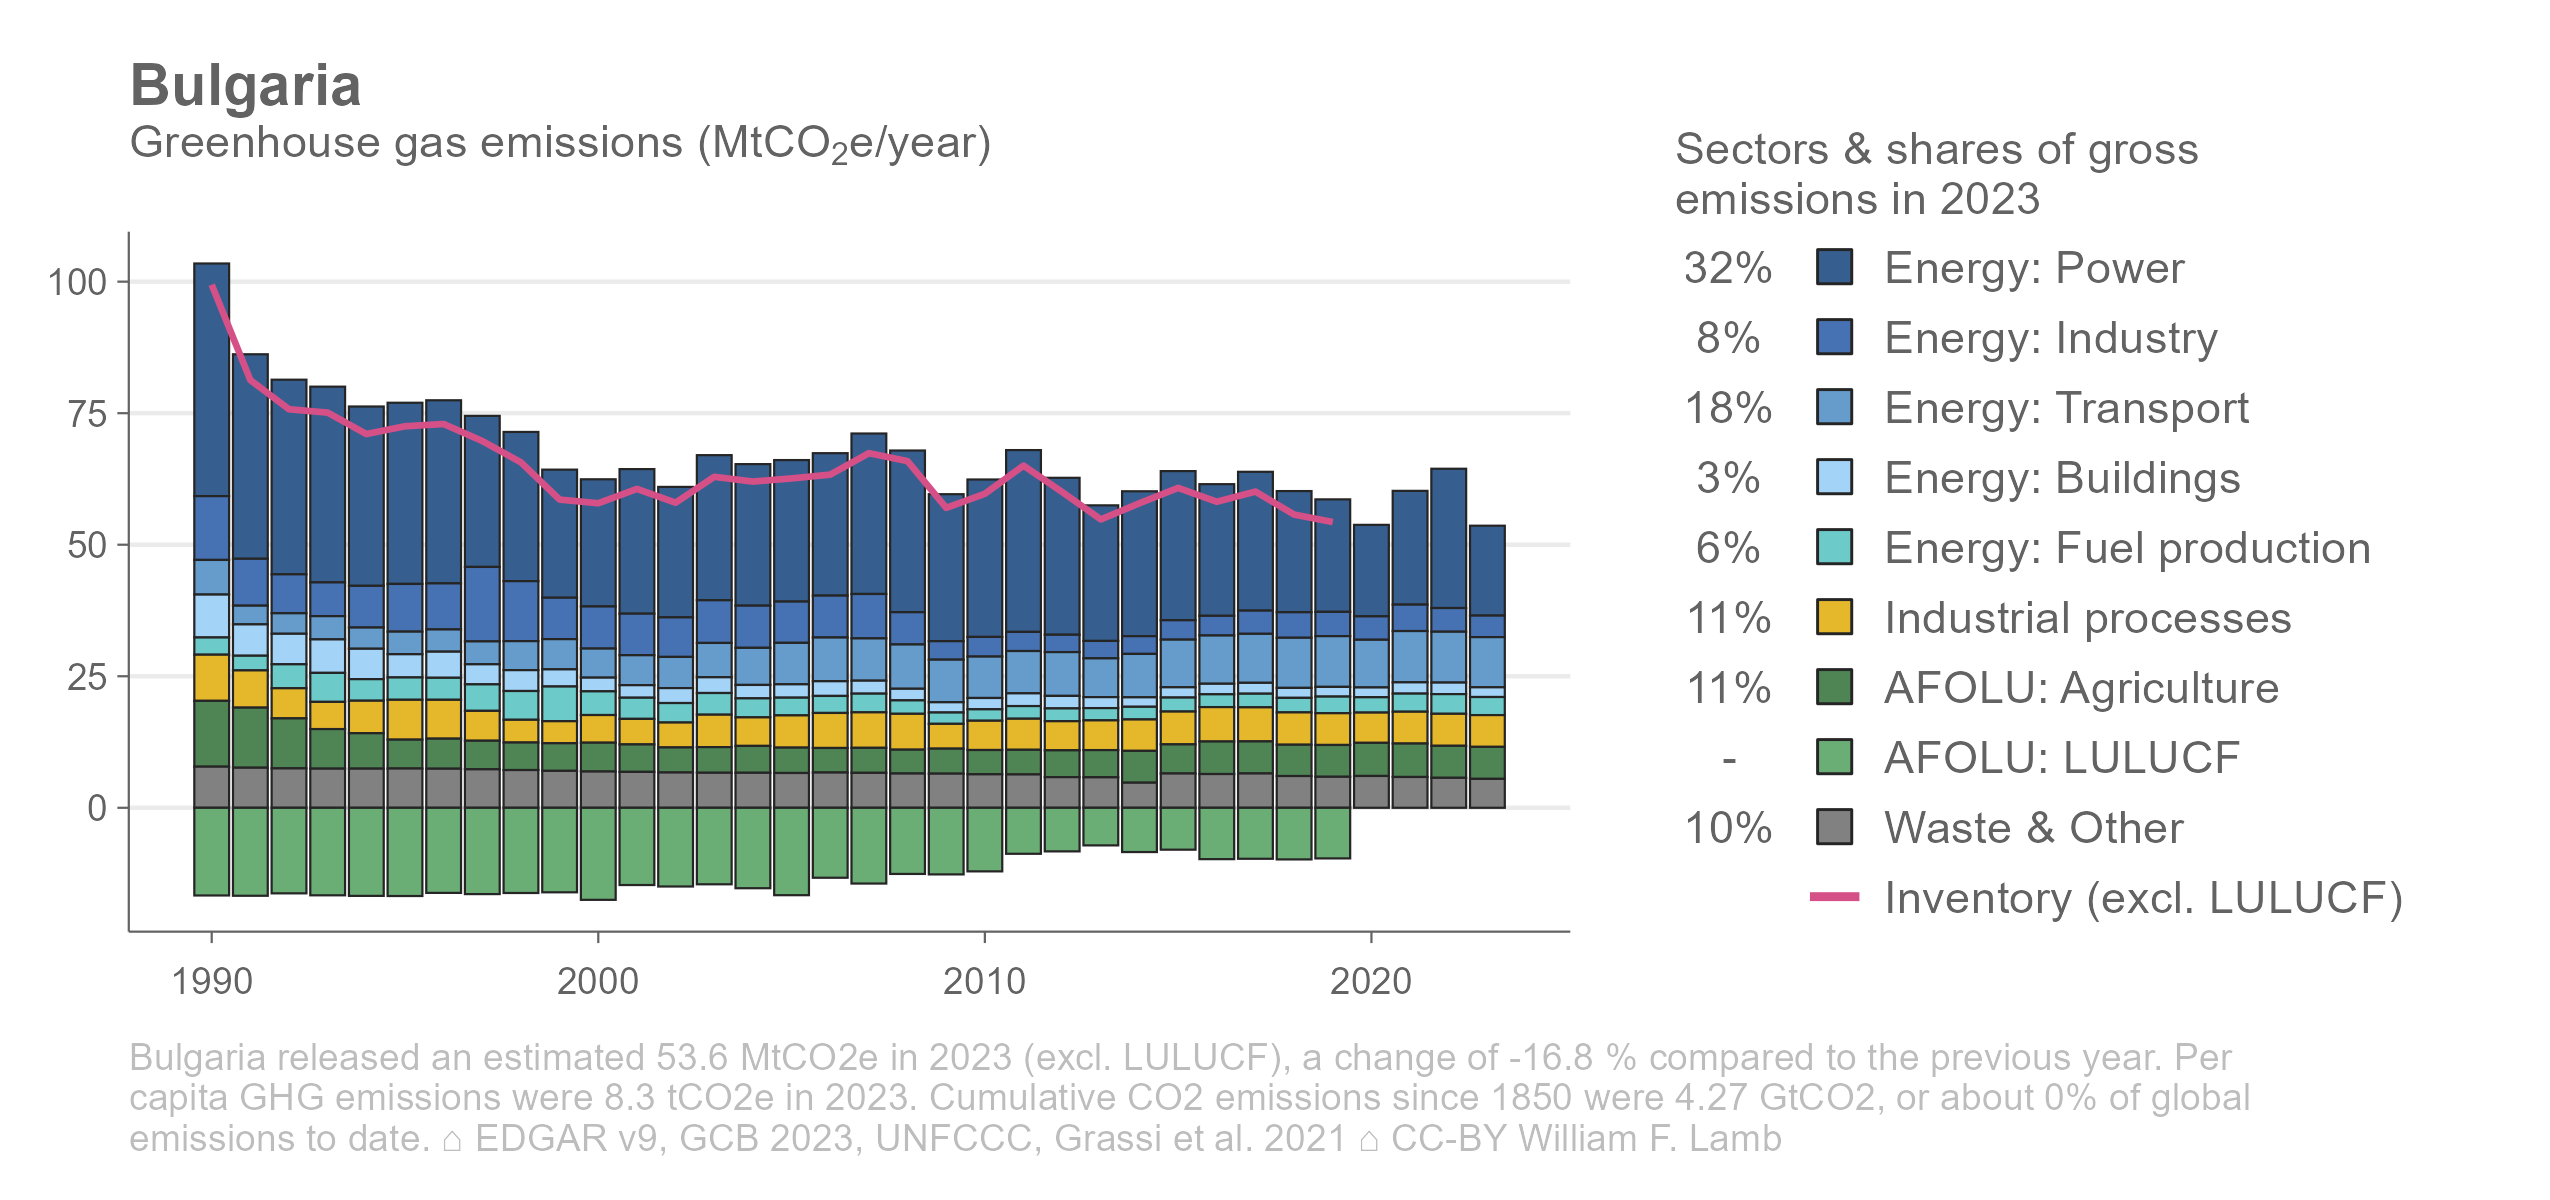 Bulgaria
Greenhouse gas emissions (MtCO₂e/year)
100
75
50
25
0
1990
2000
2010
2020
Sectors & shares of gross
emissions in 2023
32% Energy: Power
8% Energy: Industry
18% Energy: Transport
3% Energy: Buildings
6% Energy: Fuel production
11% Industrial processes
11% AFOLU: Agriculture
- AFOLU: LULUCF
10% Waste & Other
Inventory (excl. LULUCF)
Bulgaria released an estimated 53.6 MtCO2e in 2023 (excl. LULUCF), a change of -16.8 % compared to the previous year. Per
capita GHG emissions were 8.3 tCO2e in 2023. Cumulative CO2 emissions since 1850 were 4.27 GtCO2, or about 0% of global
emissions to date. ⌂ EDGAR v9, GCB 2023, UNFCCC, Grassi et al. 2021 ⌂ CC-BY William F. Lamb